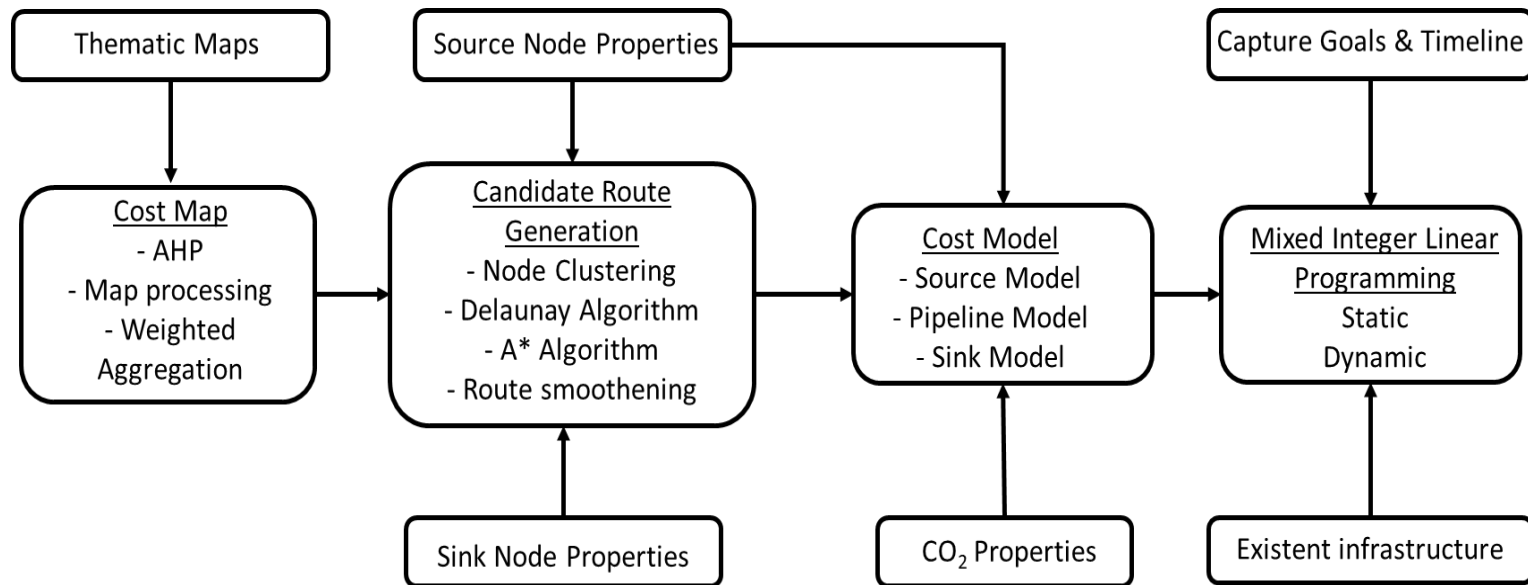 Thematic Maps
Source Node Properties
Capture Goals & Timeline
Cost Map
- AHP
- Map processing
- Weighted
Aggregation
Candidate Route
Generation
- Node Clustering
- Delaunay Algorithm
- A* Algorithm
- Route smoothening
Cost Model
- Source Model
- Pipeline Model
- Sink Model
Mixed Integer Linear
Programming
Static
Dynamic
Sink Node Properties
CO₂ Properties
Existent infrastructure